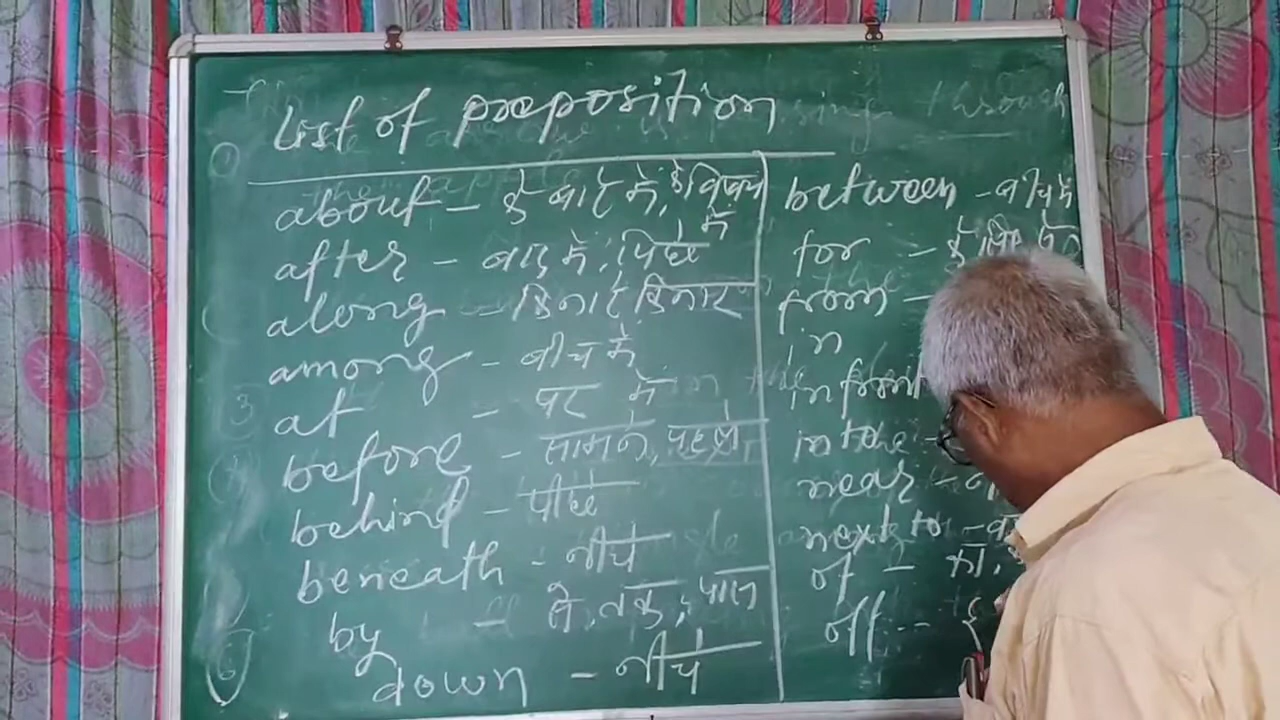 List of preposition
about - के बारे में, के विषय में
after - बाद में, पिछे
along - किनारे किनारे
among - बीच में
at - पर में
before - सामने, पहले
behind - पीछे
beneath - नीचे
by - से, तक, पास
down - नीचे
between - बीच में
for - के लिए
from -
in
in front
into -
near -
next to -
of - का,
off -